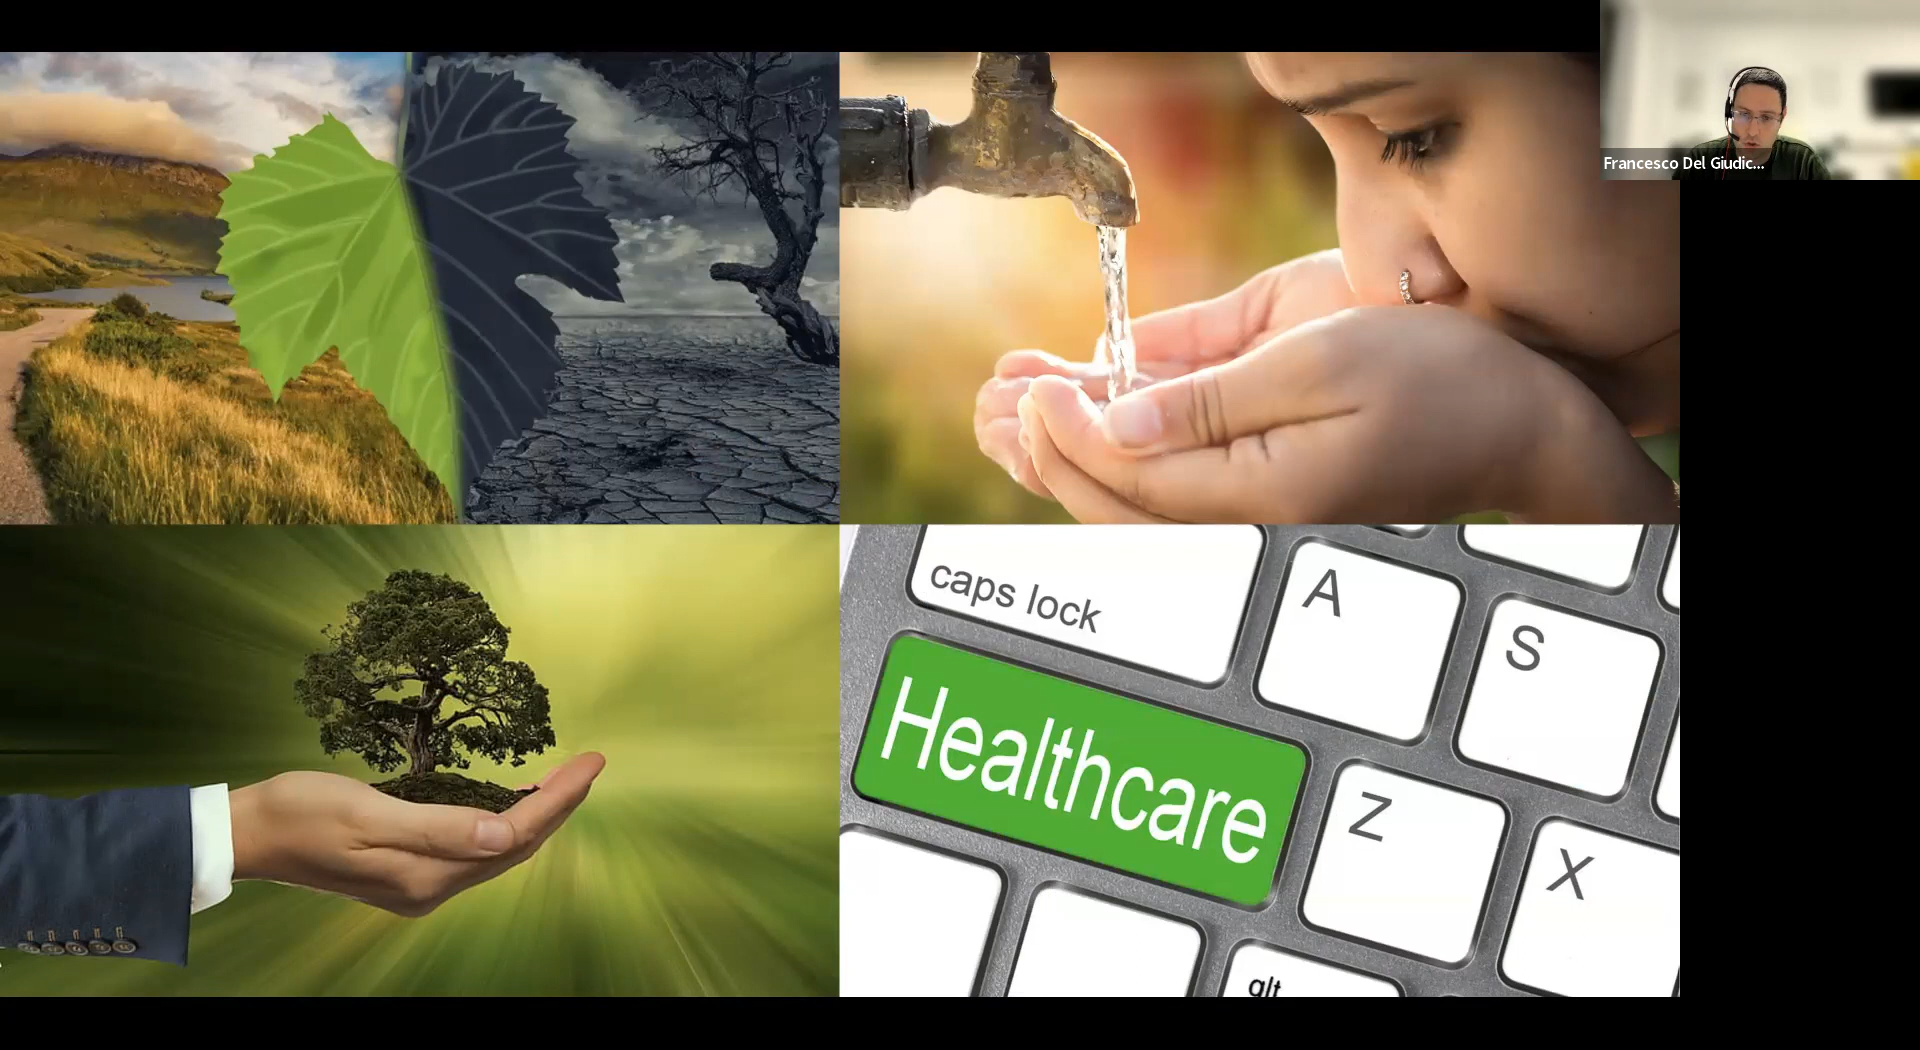 Francesco Del Giudic...
caps lock
A
S
Healthcare
Z
X
alt